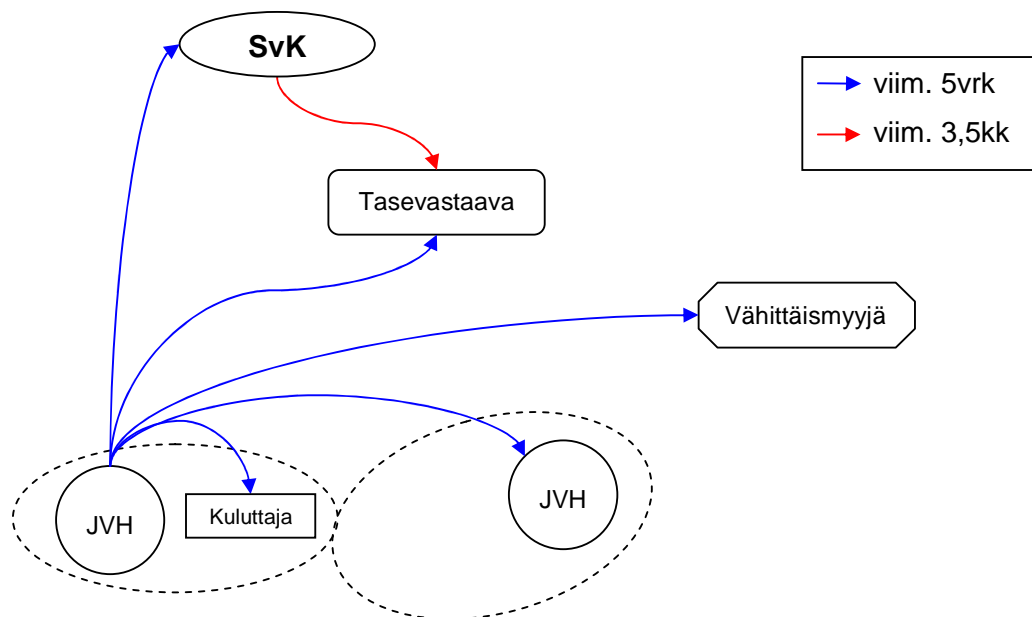 SvK
viim. 5vrk
viim. 3,5kk
Tasevastaava
Vähittäismyyjä
JVH
Kuluttaja
JVH